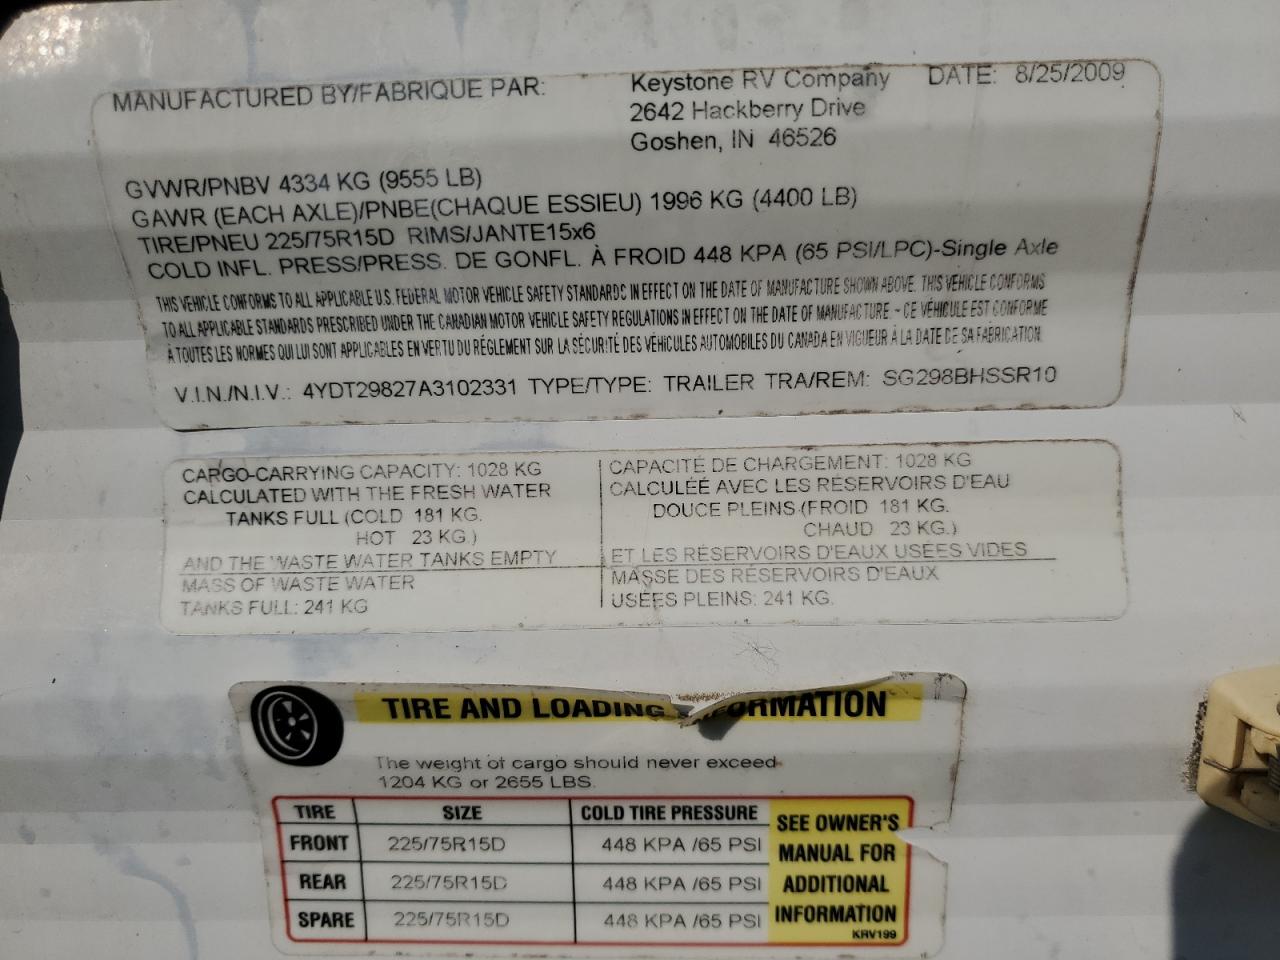 MANUFACTURED BY/FABRIQUE PAR: Keystone RV Company DATE: 8/25/2009
2642 Hackberry Drive
Goshen, IN 46526
GVWR/PNBV 4334 KG (9555 LB)
GAWR (EACH AXLE)/PNBE(CHAQUE ESSIEU) 1996 KG (4400 LB)
TIRE/PNEU 225/75R15D RIMS/JANTE15x6
COLD INFL. PRESS/PRESS. DE GONFL. À FROID 448 KPA (65 PSI/LPC)-Single Axle
THIS VEHICLE CONFORMS TO ALL APPLICABLE U.S. FEDERAL MOTOR VEHICLE SAFETY STANDARDS IN EFFECT ON THE DATE OF MANUFACTURE SHOWN ABOVE. THIS VEHICLE CONFORMS
TO ALL APPLICABLE STANDARDS PRESCRIBED UNDER THE CANADIAN MOTOR VEHICLE SAFETY REGULATIONS IN EFFECT ON THE DATE OF MANUFACTURE. - CE VÉHICULE EST CONFORME
À TOUTES LES NORMES QUI LUI SONT APPLICABLES EN VERTU DU RÉGLEMENT SUR LA SÉCURITÉ DES VÉHICULES AUTOMOBILES DU CANADA EN VIGUEUR À LA DATE DE SA FABRICATION.
V.I.N./N.I.V.: 4YDT29827A3102331 TYPE/TYPE: TRAILER TRA/REM: SG298BHSSR10
CARGO-CARRYING CAPACITY: 1028 KG
CALCULATED WITH THE FRESH WATER
TANKS FULL (COLD 181 KG.
HOT 23 KG.)
AND THE WASTE WATER TANKS EMPTY
MASS OF WASTE WATER
TANKS FULL: 241 KG
CAPACITÉ DE CHARGEMENT: 1028 KG
CALCULÉE AVEC LES RÉSERVOIRS D'EAU
DOUCE PLEINS (FROID 181 KG.
CHAUD 23 KG.)
ET LES RÉSERVOIRS D'EAUX USÉES VIDES
MASSE DES RÉSERVOIRS D'EAUX
USÉES PLEINS: 241 KG.
TIRE AND LOADING INFORMATION
The weight of cargo should never exceed
1204 KG or 2655 LBS.
TIRE SIZE COLD TIRE PRESSURE
FRONT 225/75R15D 448 KPA /65 PSI
REAR 225/75R15D 448 KPA /65 PSI
SPARE 225/75R15D 448 KPA /65 PSI
SEE OWNER'S
MANUAL FOR
ADDITIONAL
INFORMATION
KRV199